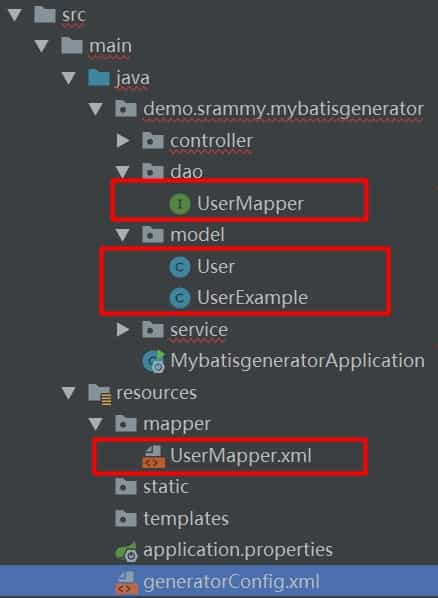 src
main
java
demo.srammy.mybatisgenerator
controller
dao
I UserMapper
model
C User
C UserExample
service
C MybatisgeneratorApplication
resources
mapper
UserMapper.xml
static
templates
application.properties
generatorConfig.xml